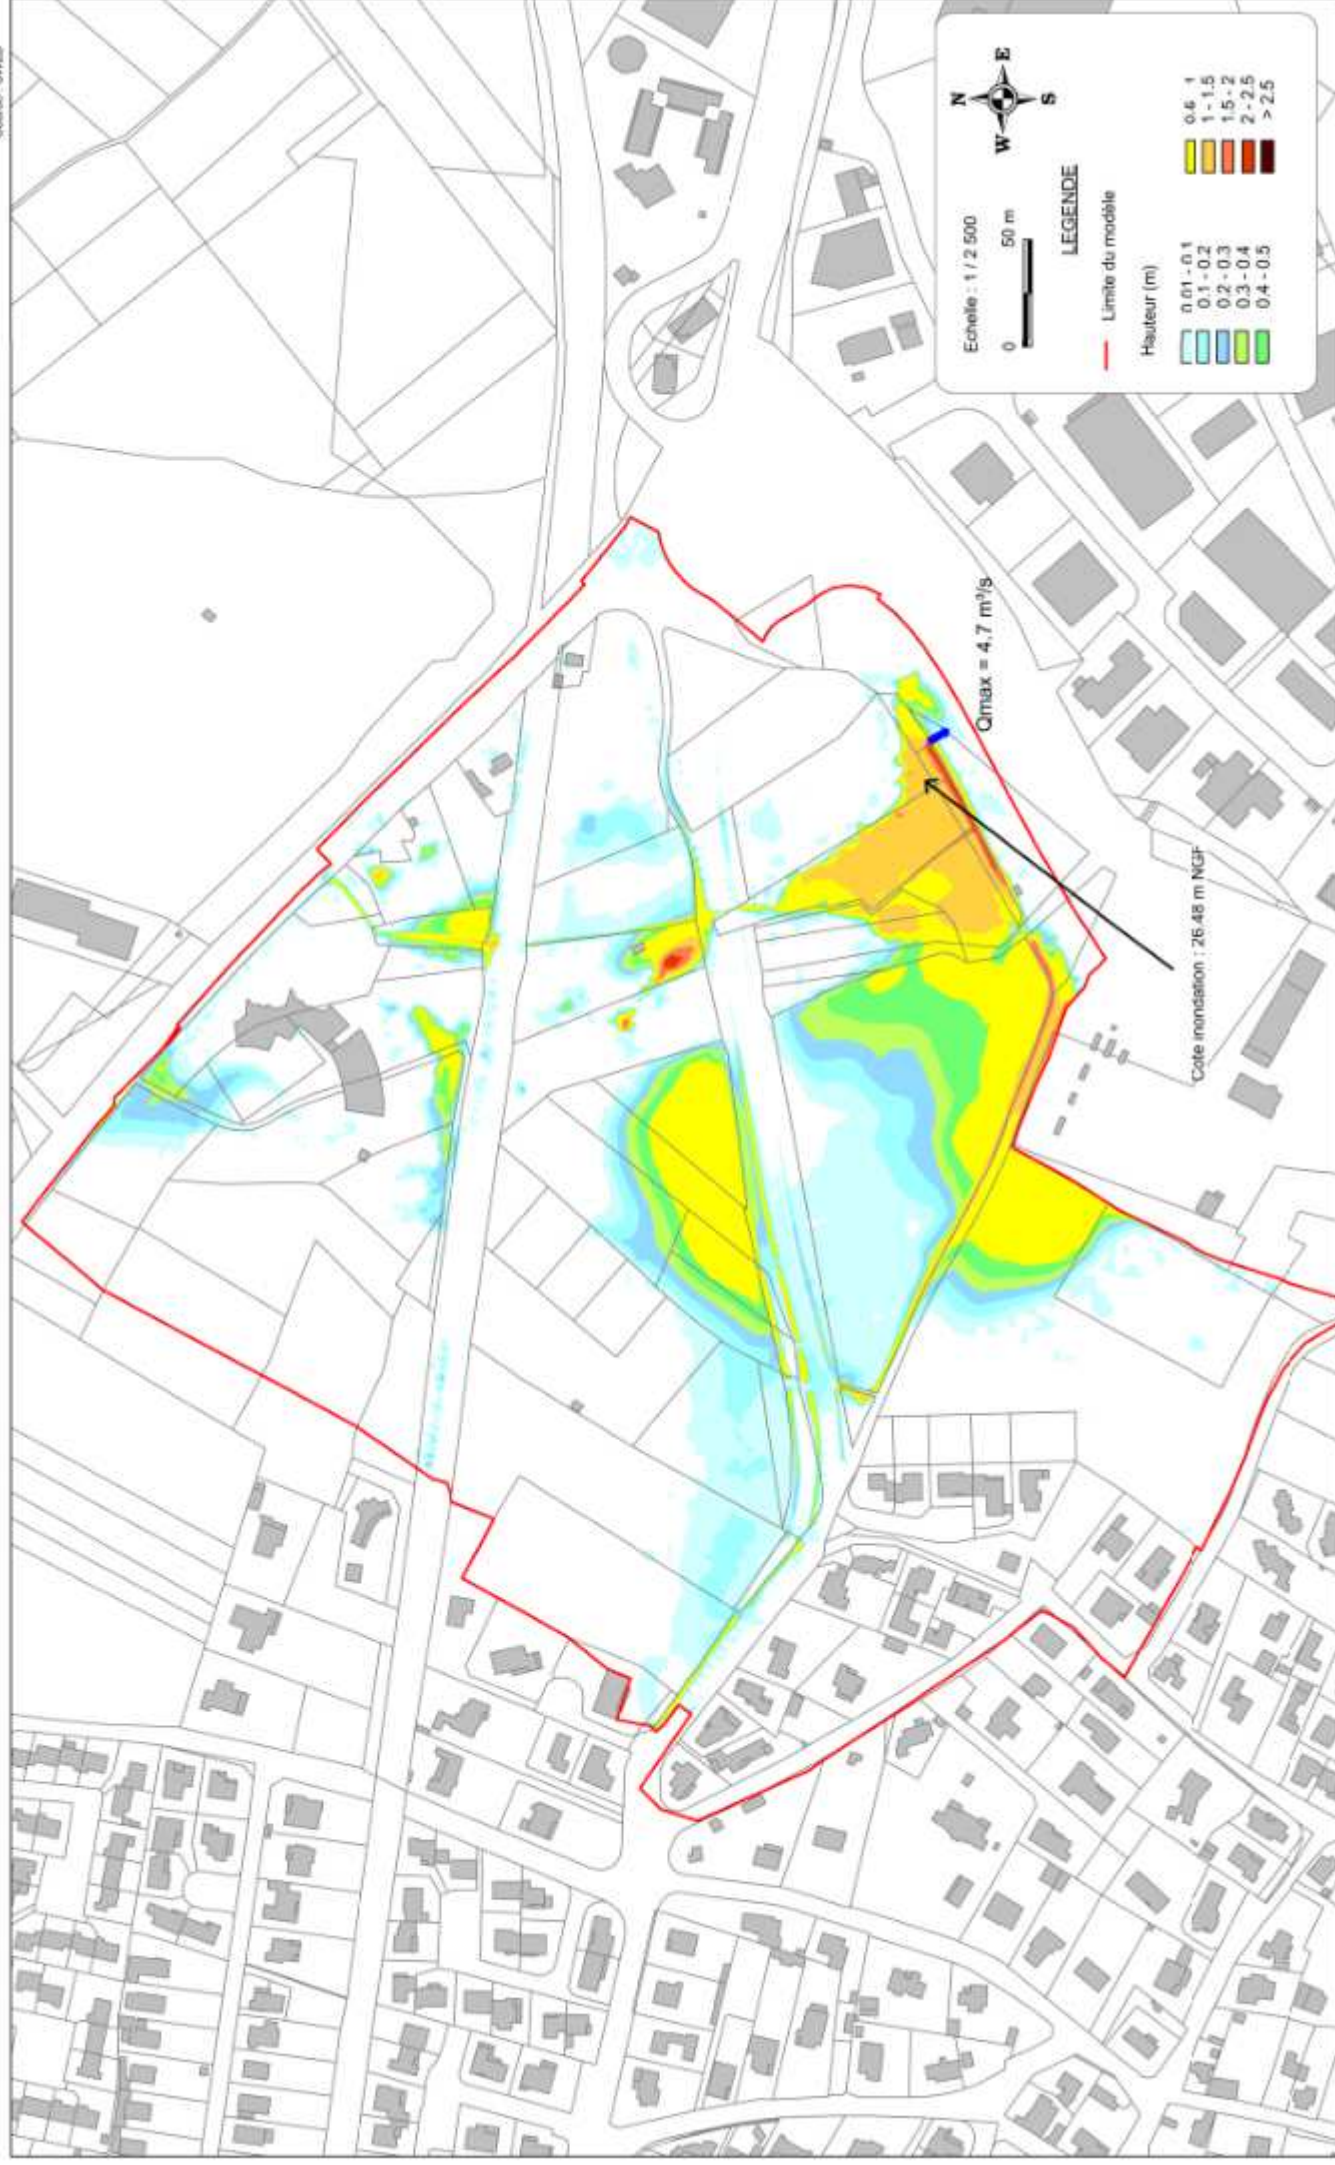 Qmax = 4.7 m³/s
Cote inondation : 26.48 m NGF
N
W
E
S
Echelle : 1 / 2 500
0
50 m
LEGENDE
Limite du modèle
Hauteur (m)
0.01 - 0.1
0.1 - 0.2
0.2 - 0.3
0.3 - 0.4
0.4 - 0.5
0.6 1
1 - 1.5
1.5 - 2
2 - 2.5
> 2.5